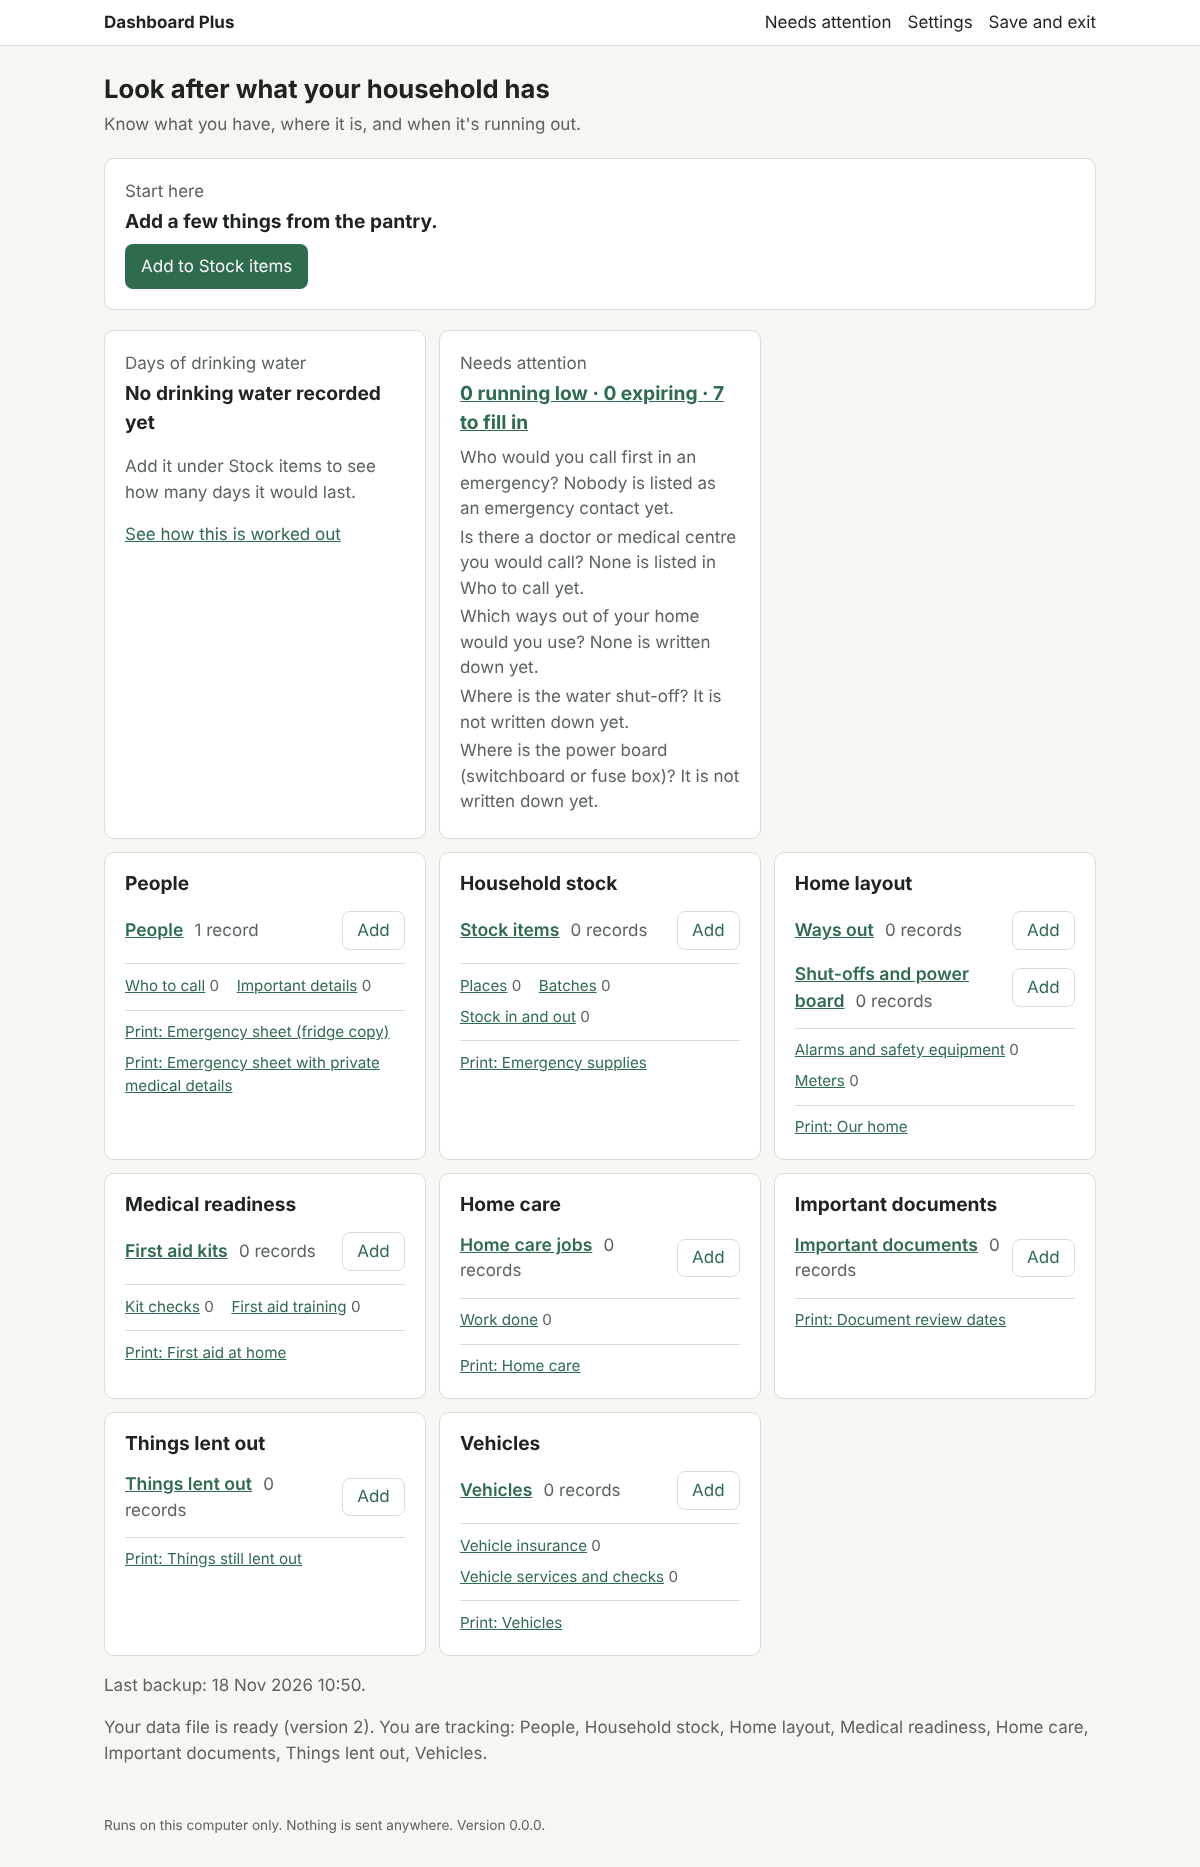 Dashboard Plus
Needs attention Settings Save and exit
Look after what your household has
Know what you have, where it is, and when it's running out.
Start here
Add a few things from the pantry.
Add to Stock items
Days of drinking water
No drinking water recorded
yet
Add it under Stock items to see
how many days it would last.
See how this is worked out
Needs attention
0 running low · 0 expiring · 7
to fill in
Who would you call first in an
emergency? Nobody is listed as
an emergency contact yet.
Is there a doctor or medical centre
you would call? None is listed in
Who to call yet.
Which ways out of your home
would you use? None is written
down yet.
Where is the water shut-off? It is
not written down yet.
Where is the power board
(switchboard or fuse box)? It is not
written down yet.
People
People 1 record Add
Who to call 0 Important details 0
Print: Emergency sheet (fridge copy)
Print: Emergency sheet with private
medical details
Household stock
Stock items 0 records Add
Places 0 Batches 0
Stock in and out 0
Print: Emergency supplies
Home layout
Ways out 0 records Add
Shut-offs and power
board 0 records Add
Alarms and safety equipment 0
Meters 0
Print: Our home
Medical readiness
First aid kits 0 records Add
Kit checks 0 First aid training 0
Print: First aid at home
Home care
Home care jobs 0
records Add
Work done 0
Print: Home care
Important documents
Important documents 0
records Add
Print: Document review dates
Things lent out
Things lent out 0
records Add
Print: Things still lent out
Vehicles
Vehicles 0 records Add
Vehicle insurance 0
Vehicle services and checks 0
Print: Vehicles
Last backup: 18 Nov 2026 10:50.
Your data file is ready (version 2). You are tracking: People, Household stock, Home layout, Medical readiness, Home care,
Important documents, Things lent out, Vehicles.
Runs on this computer only. Nothing is sent anywhere. Version 0.0.0.